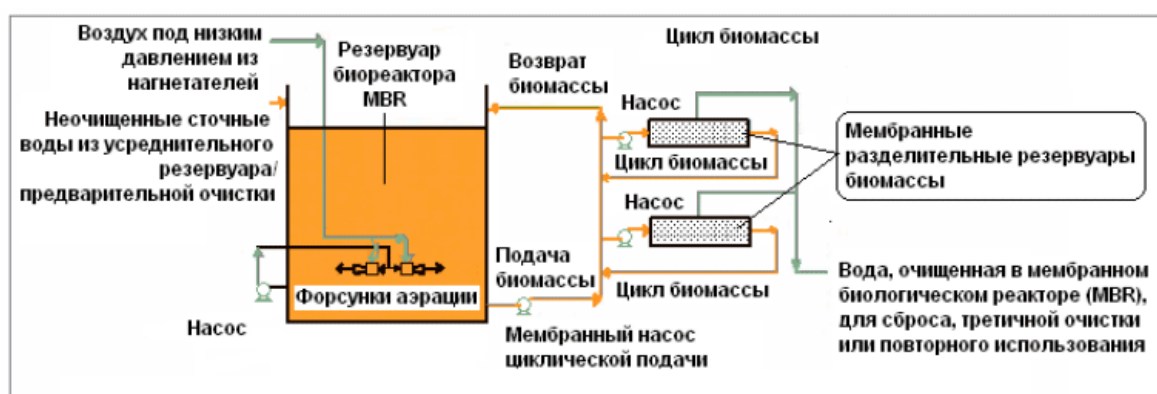 Воздух под низким
давлением из
нагнетателей
Неочищенные сточные
воды из усреднительного
резервуара/
предварительной очистки
Резервуар
биореактора
MBR
Форсунки аэрации
Насос
Возврат
биомассы
Подача
биомассы
Мембранный насос
циклической подачи
Цикл биомассы
Насос
Цикл биомассы
Насос
Цикл биомассы
Мембранные
разделительные резервуары
биомассы
Вода, очищенная в мембранном
биологическом реакторе (MBR),
для сброса, третичной очистки
или повторного использования